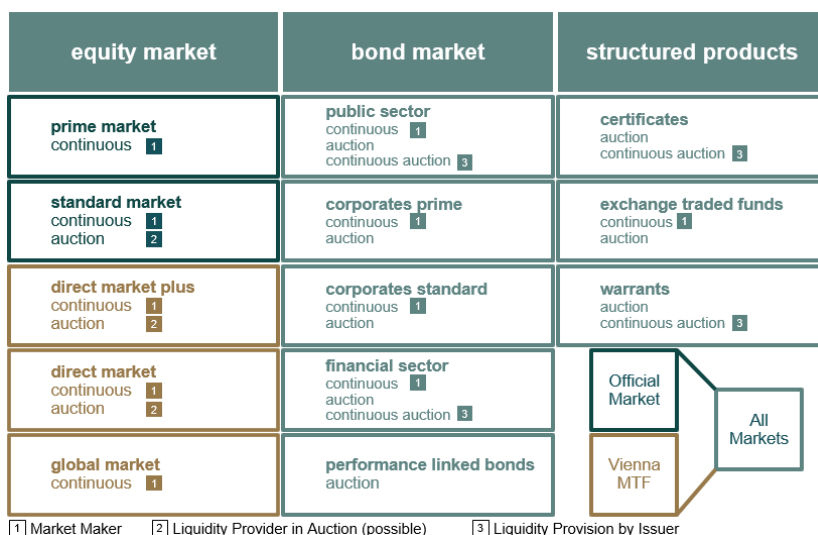 equity market
bond market
structured products
prime market
continuous 1
public sector
continuous 1
auction
continuous auction 3
certificates
auction
continuous auction 3
standard market
continuous 1
auction 2
corporates prime
continuous 1
auction
exchange traded funds
continuous 1
auction
direct market plus
continuous 1
auction 2
corporates standard
continuous 1
auction
warrants
auction
continuous auction 3
direct market
continuous 1
auction 2
financial sector
continuous 1
auction
continuous auction 3
Official
Market
All
Markets
global market
continuous 1
performance linked bonds
auction
Vienna
MTF
1 Market Maker 2 Liquidity Provider in Auction (possible) 3 Liquidity Provision by Issuer